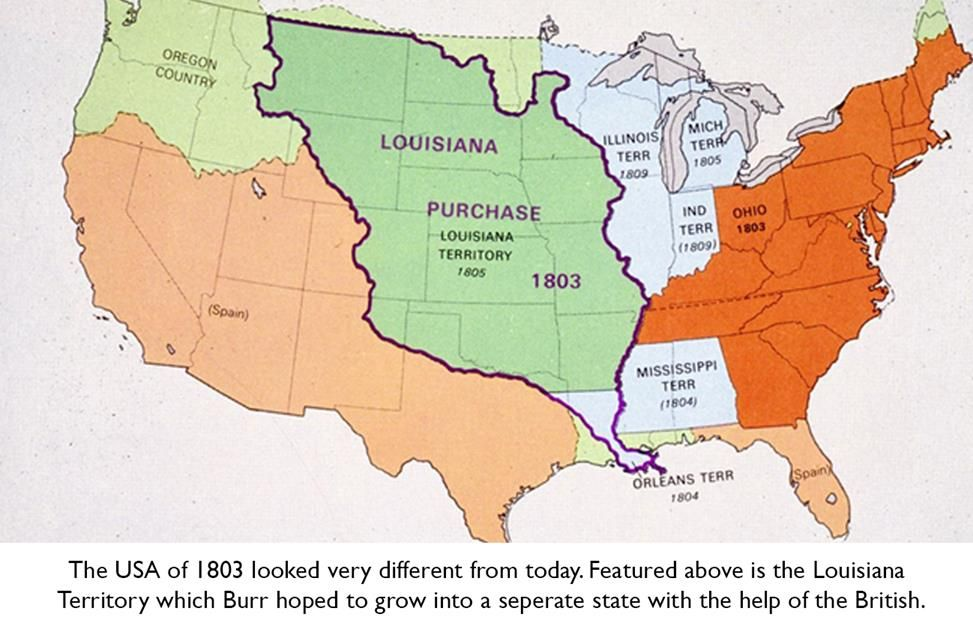 OREGON
COUNTRY
LOUISIANA
PURCHASE
LOUISIANA
TERRITORY
1805
1803
ILLINOIS
TERR
1809
MICH
TERR
1805
IND
TERR
(1809)
OHIO
1803
(Spain)
MISSISSIPPI
TERR
(1804)
ORLEANS TERR
1804
(Spain)
The USA of 1803 looked very different from today. Featured above is the Louisiana
Territory which Burr hoped to grow into a seperate state with the help of the British.